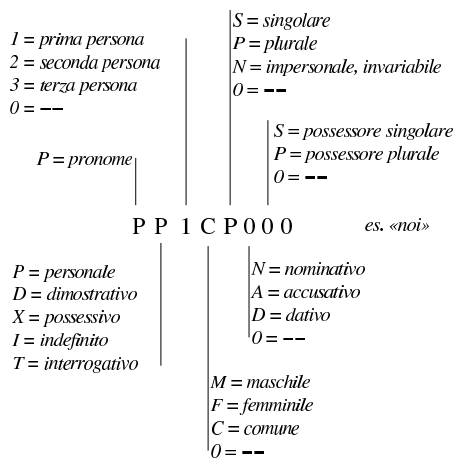 1 = prima persona
2 = seconda persona
3 = terza persona
0 = --
S = singolare
P = plurale
N = impersonale, invariabile
0 = --
P = pronome
S = possessore singolare
P = possessore plurale
0 = --
P P 1 C P 0 0 0
es. «noi»
P = personale
D = dimostrativo
X = possessivo
I = indefinito
T = interrogativo
N = nominativo
A = accusativo
D = dativo
0 = --
M = maschile
F = femminile
C = comune
0 = --